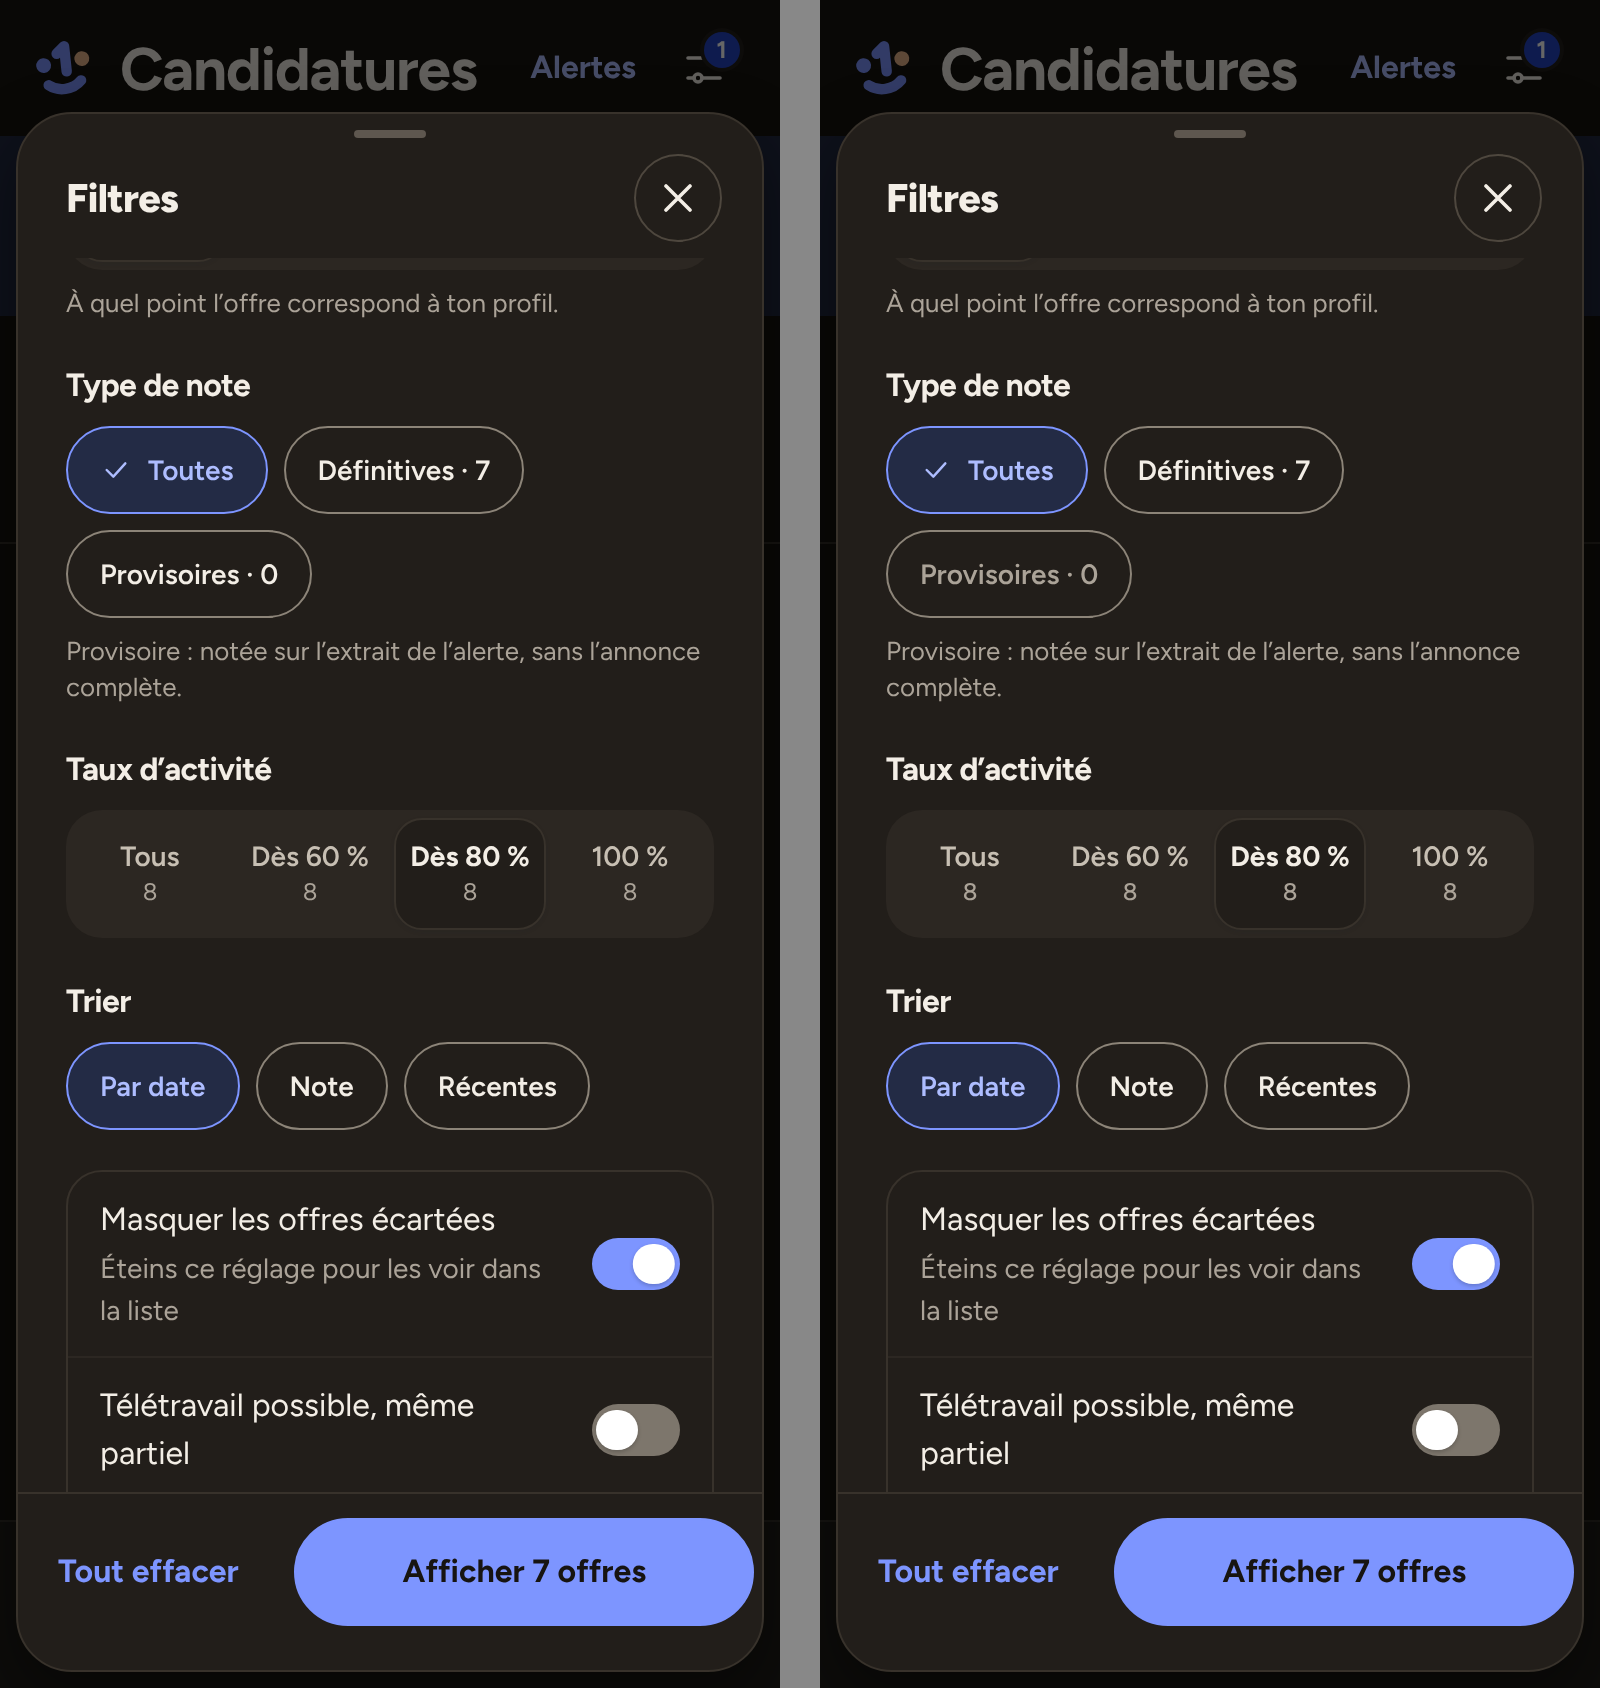 Candidatures Alertes 1
Filtres
À quel point l’offre correspond à ton profil.
Type de note
Toutes Définitives · 7
Provisoires · 0
Provisoire : notée sur l’extrait de l’alerte, sans l’annonce
complète.
Taux d’activité
Tous Dès 60 % Dès 80 % 100 %
8 8 8 8
Trier
Par date Note Récentes
Masquer les offres écartées
Éteins ce réglage pour les voir dans
la liste
Télétravail possible, même
partiel
Tout effacer Afficher 7 offres
Candidatures Alertes 1
Filtres
À quel point l’offre correspond à ton profil.
Type de note
Toutes Définitives · 7
Provisoires · 0
Provisoire : notée sur l’extrait de l’alerte, sans l’annonce
complète.
Taux d’activité
Tous Dès 60 % Dès 80 % 100 %
8 8 8 8
Trier
Par date Note Récentes
Masquer les offres écartées
Éteins ce réglage pour les voir dans
la liste
Télétravail possible, même
partiel
Tout effacer Afficher 7 offres